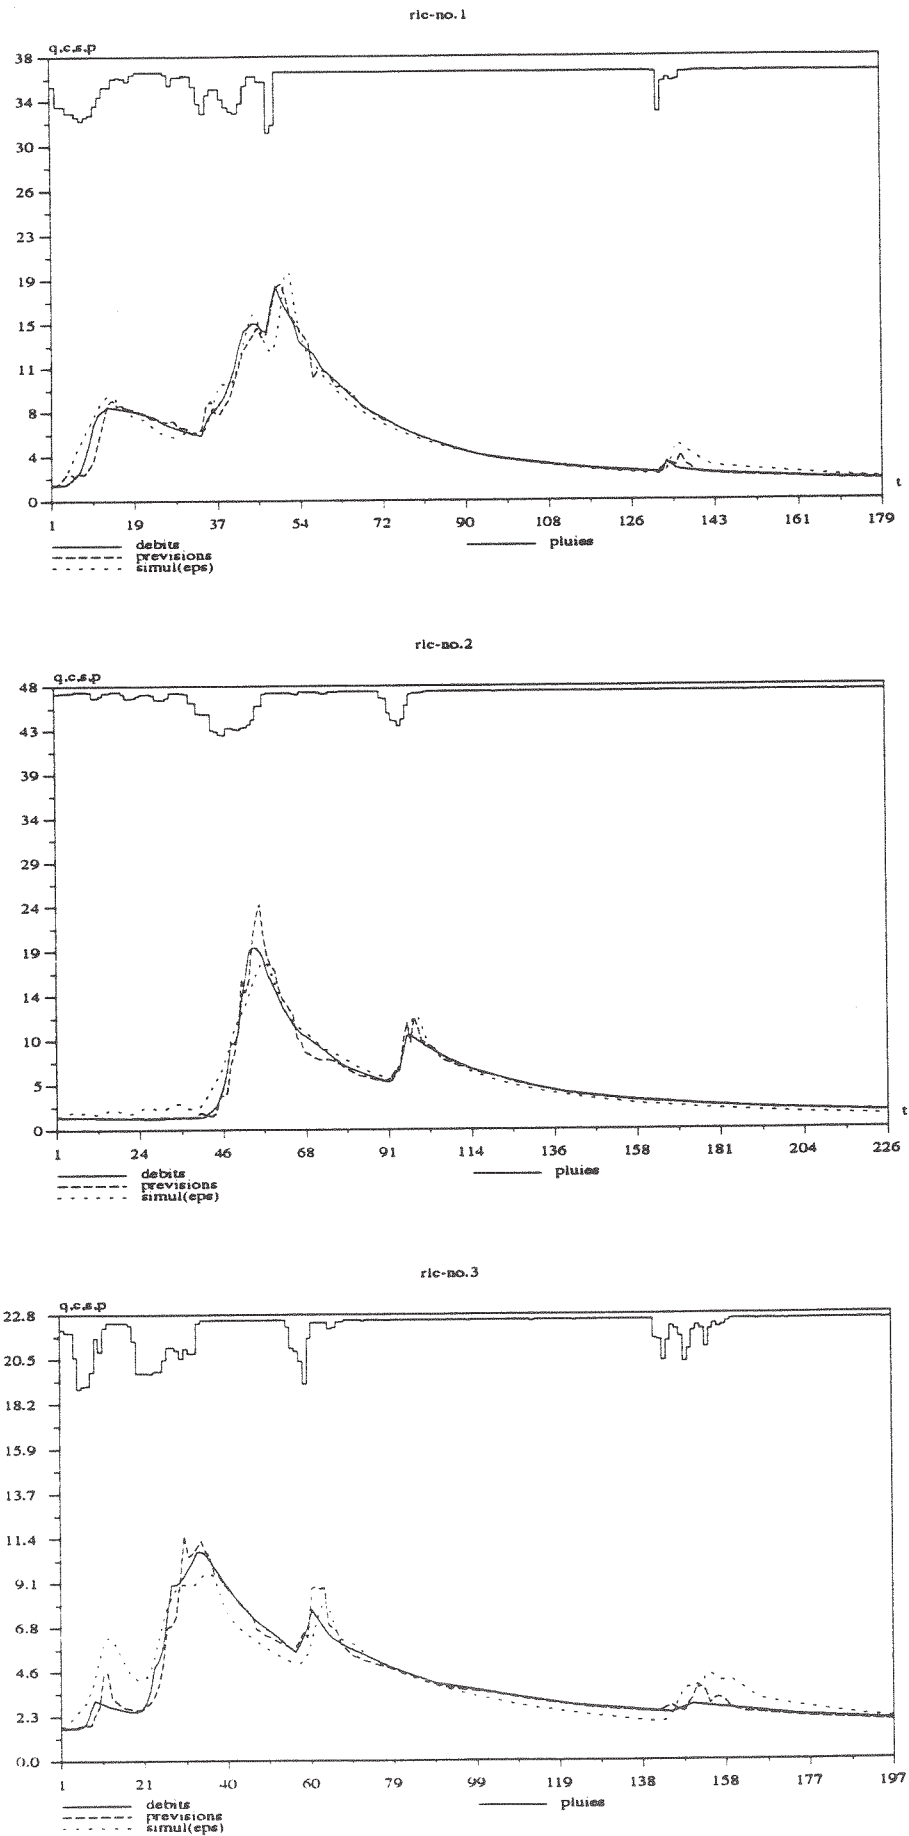 ric-no.1
q.c.s.p
38
34
30
26
23
19
15
11
8
4
0
t
1 19 37 54 72 90 108 126 143 161 179
debits pluies
previsions
simul(eps)
ric-no.2
q.c.s.p
48
43
39
34
29
24
19
14
10
5
0
t
1 24 46 68 91 114 136 158 181 204 226
debits pluies
previsions
simul(eps)
ric-no.3
q.c.s.p
22.8
20.5
18.2
15.9
13.7
11.4
9.1
6.8
4.6
2.3
0.0
1 21 40 60 79 99 119 138 158 177 197
debits pluies
previsions
simul(eps)